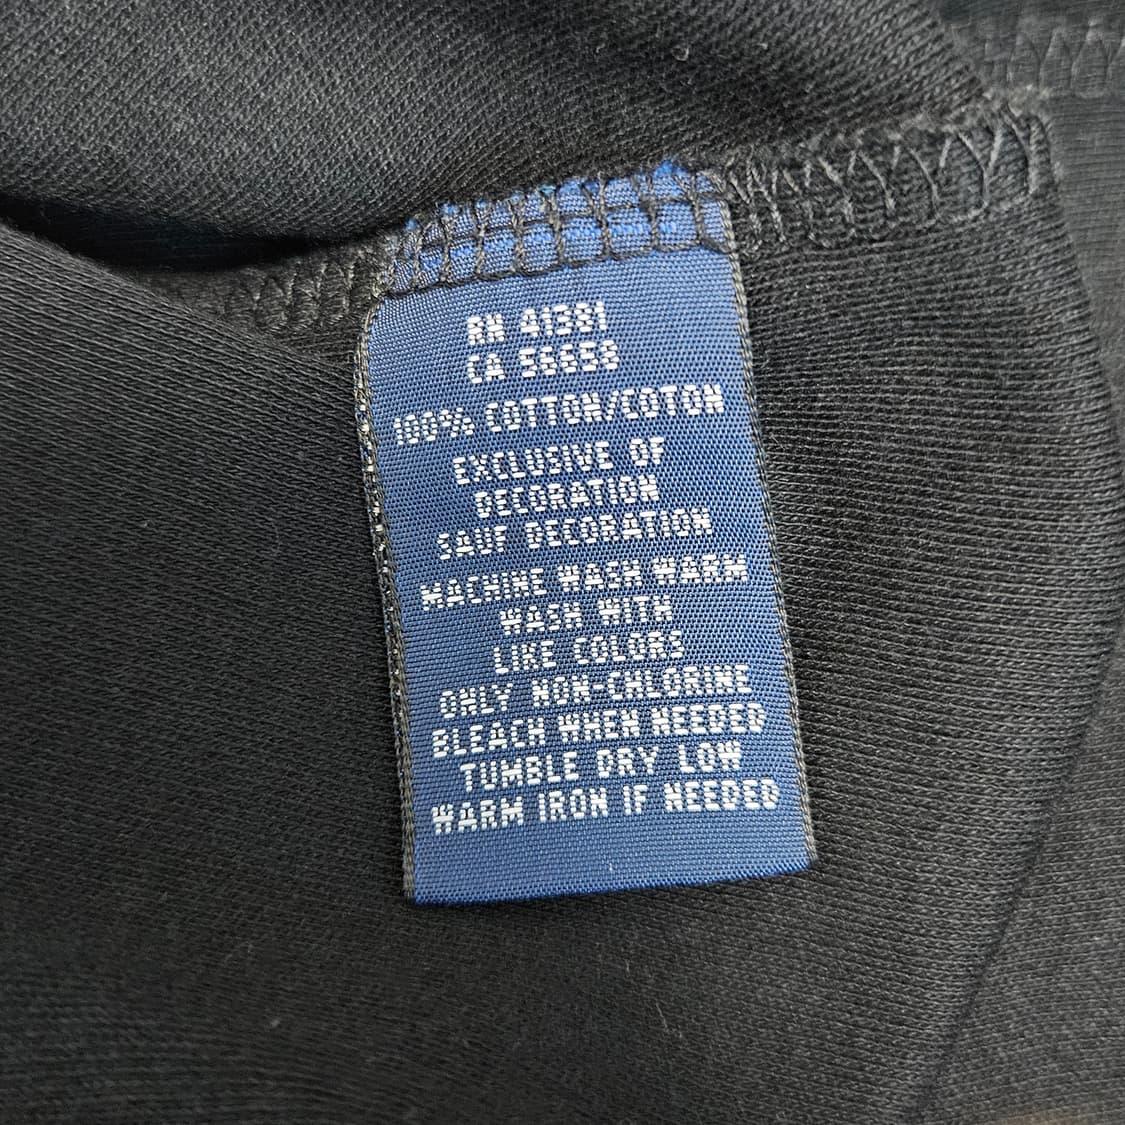 RN 41381
CA 56658
100% COTTON/COTON
EXCLUSIVE OF
DECORATION
SAUF DECORATION
MACHINE WASH WARM
WASH WITH
LIKE COLORS
ONLY NON-CHLORINE
BLEACH WHEN NEEDED
TUMBLE DRY LOW
WARM IRON IF NEEDED